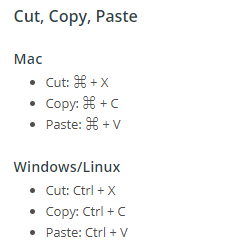 Cut, Copy, Paste
Mac
• Cut: ⌘ + X
• Copy: ⌘ + C
• Paste: ⌘ + V
Windows/Linux
• Cut: Ctrl + X
• Copy: Ctrl + C
• Paste: Ctrl + V